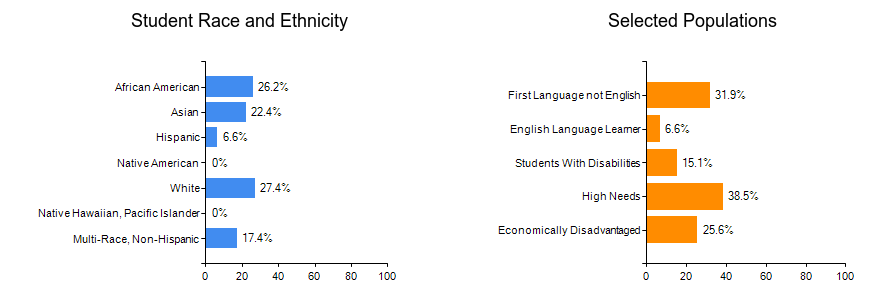 Student Race and Ethnicity
African American 26.2%
Asian 22.4%
Hispanic 6.6%
Native American 0%
White 27.4%
Native Hawaiian, Pacific Islander 0%
Multi-Race, Non-Hispanic 17.4%
0 20 40 60 80 100
Selected Populations
First Language not English 31.9%
English Language Learner 6.6%
Students With Disabilities 15.1%
High Needs 38.5%
Economically Disadvantaged 25.6%
0 20 40 60 80 100